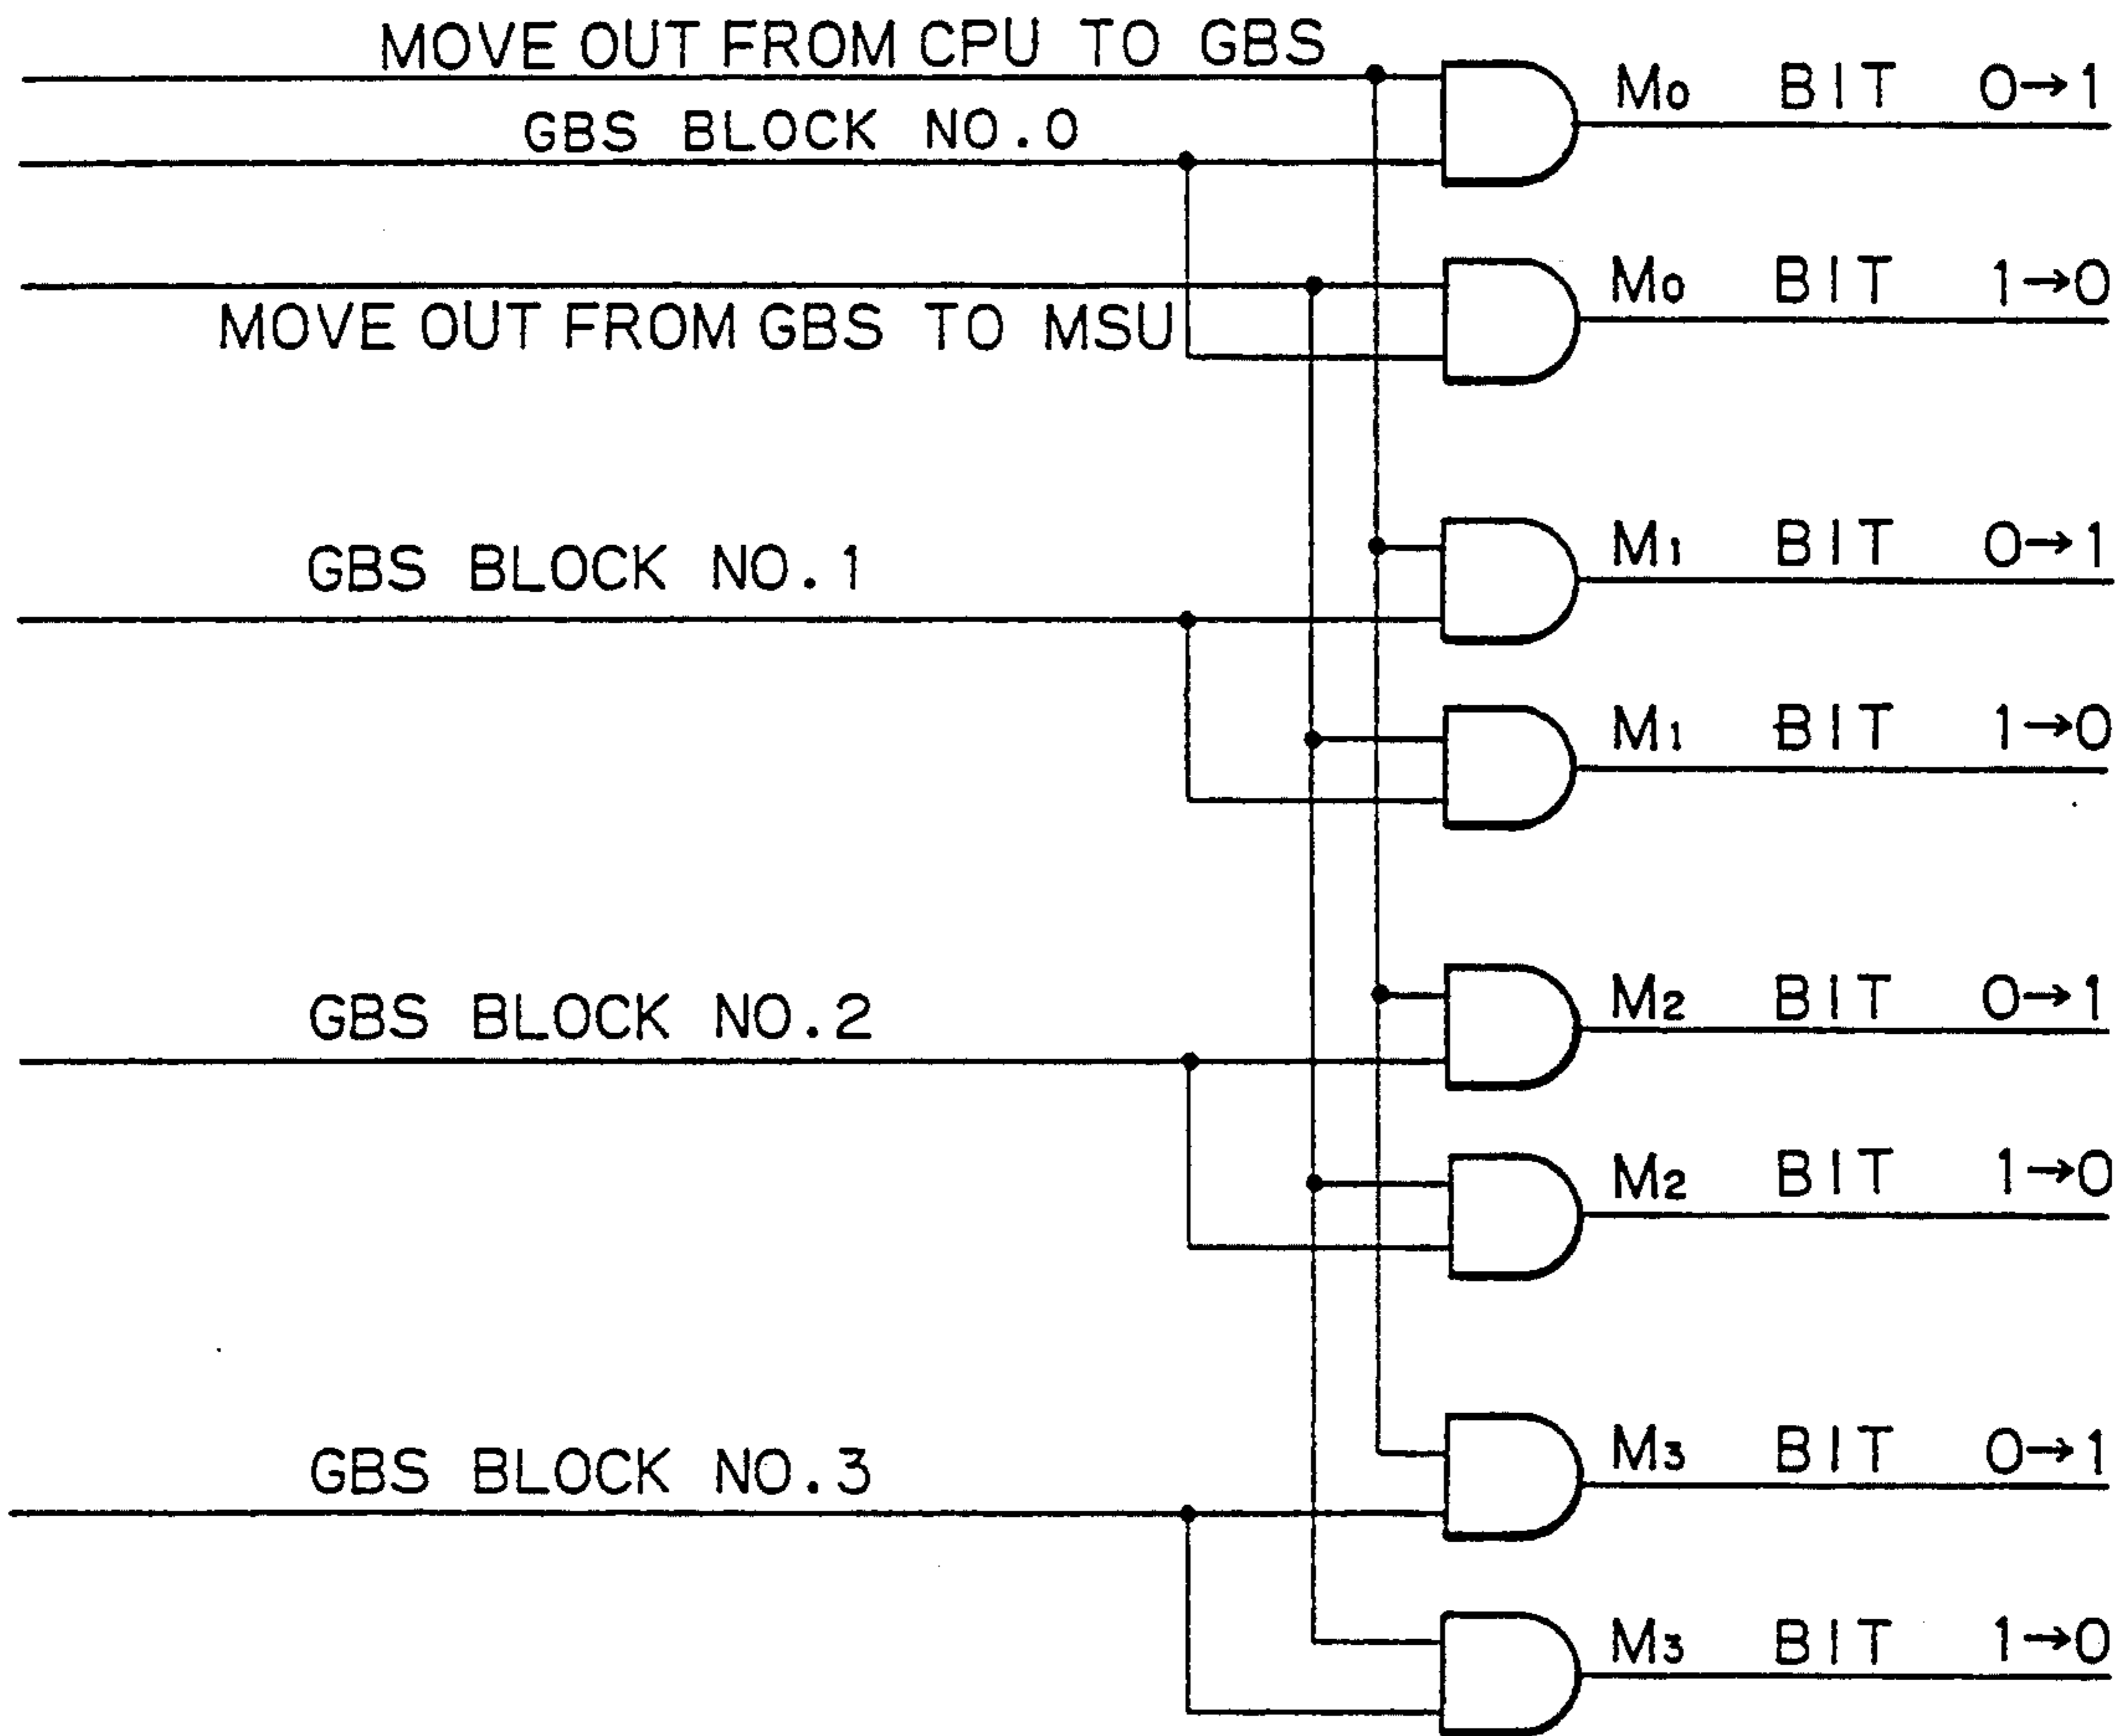 MOVE OUT FROM CPU TO GBS
M0 BIT 0→1
GBS BLOCK NO.0
M0 BIT 1→0
MOVE OUT FROM GBS TO MSU
M1 BIT 0→1
GBS BLOCK NO.1
M1 BIT 1→0
M2 BIT 0→1
GBS BLOCK NO.2
M2 BIT 1→0
M3 BIT 0→1
GBS BLOCK NO.3
M3 BIT 1→0